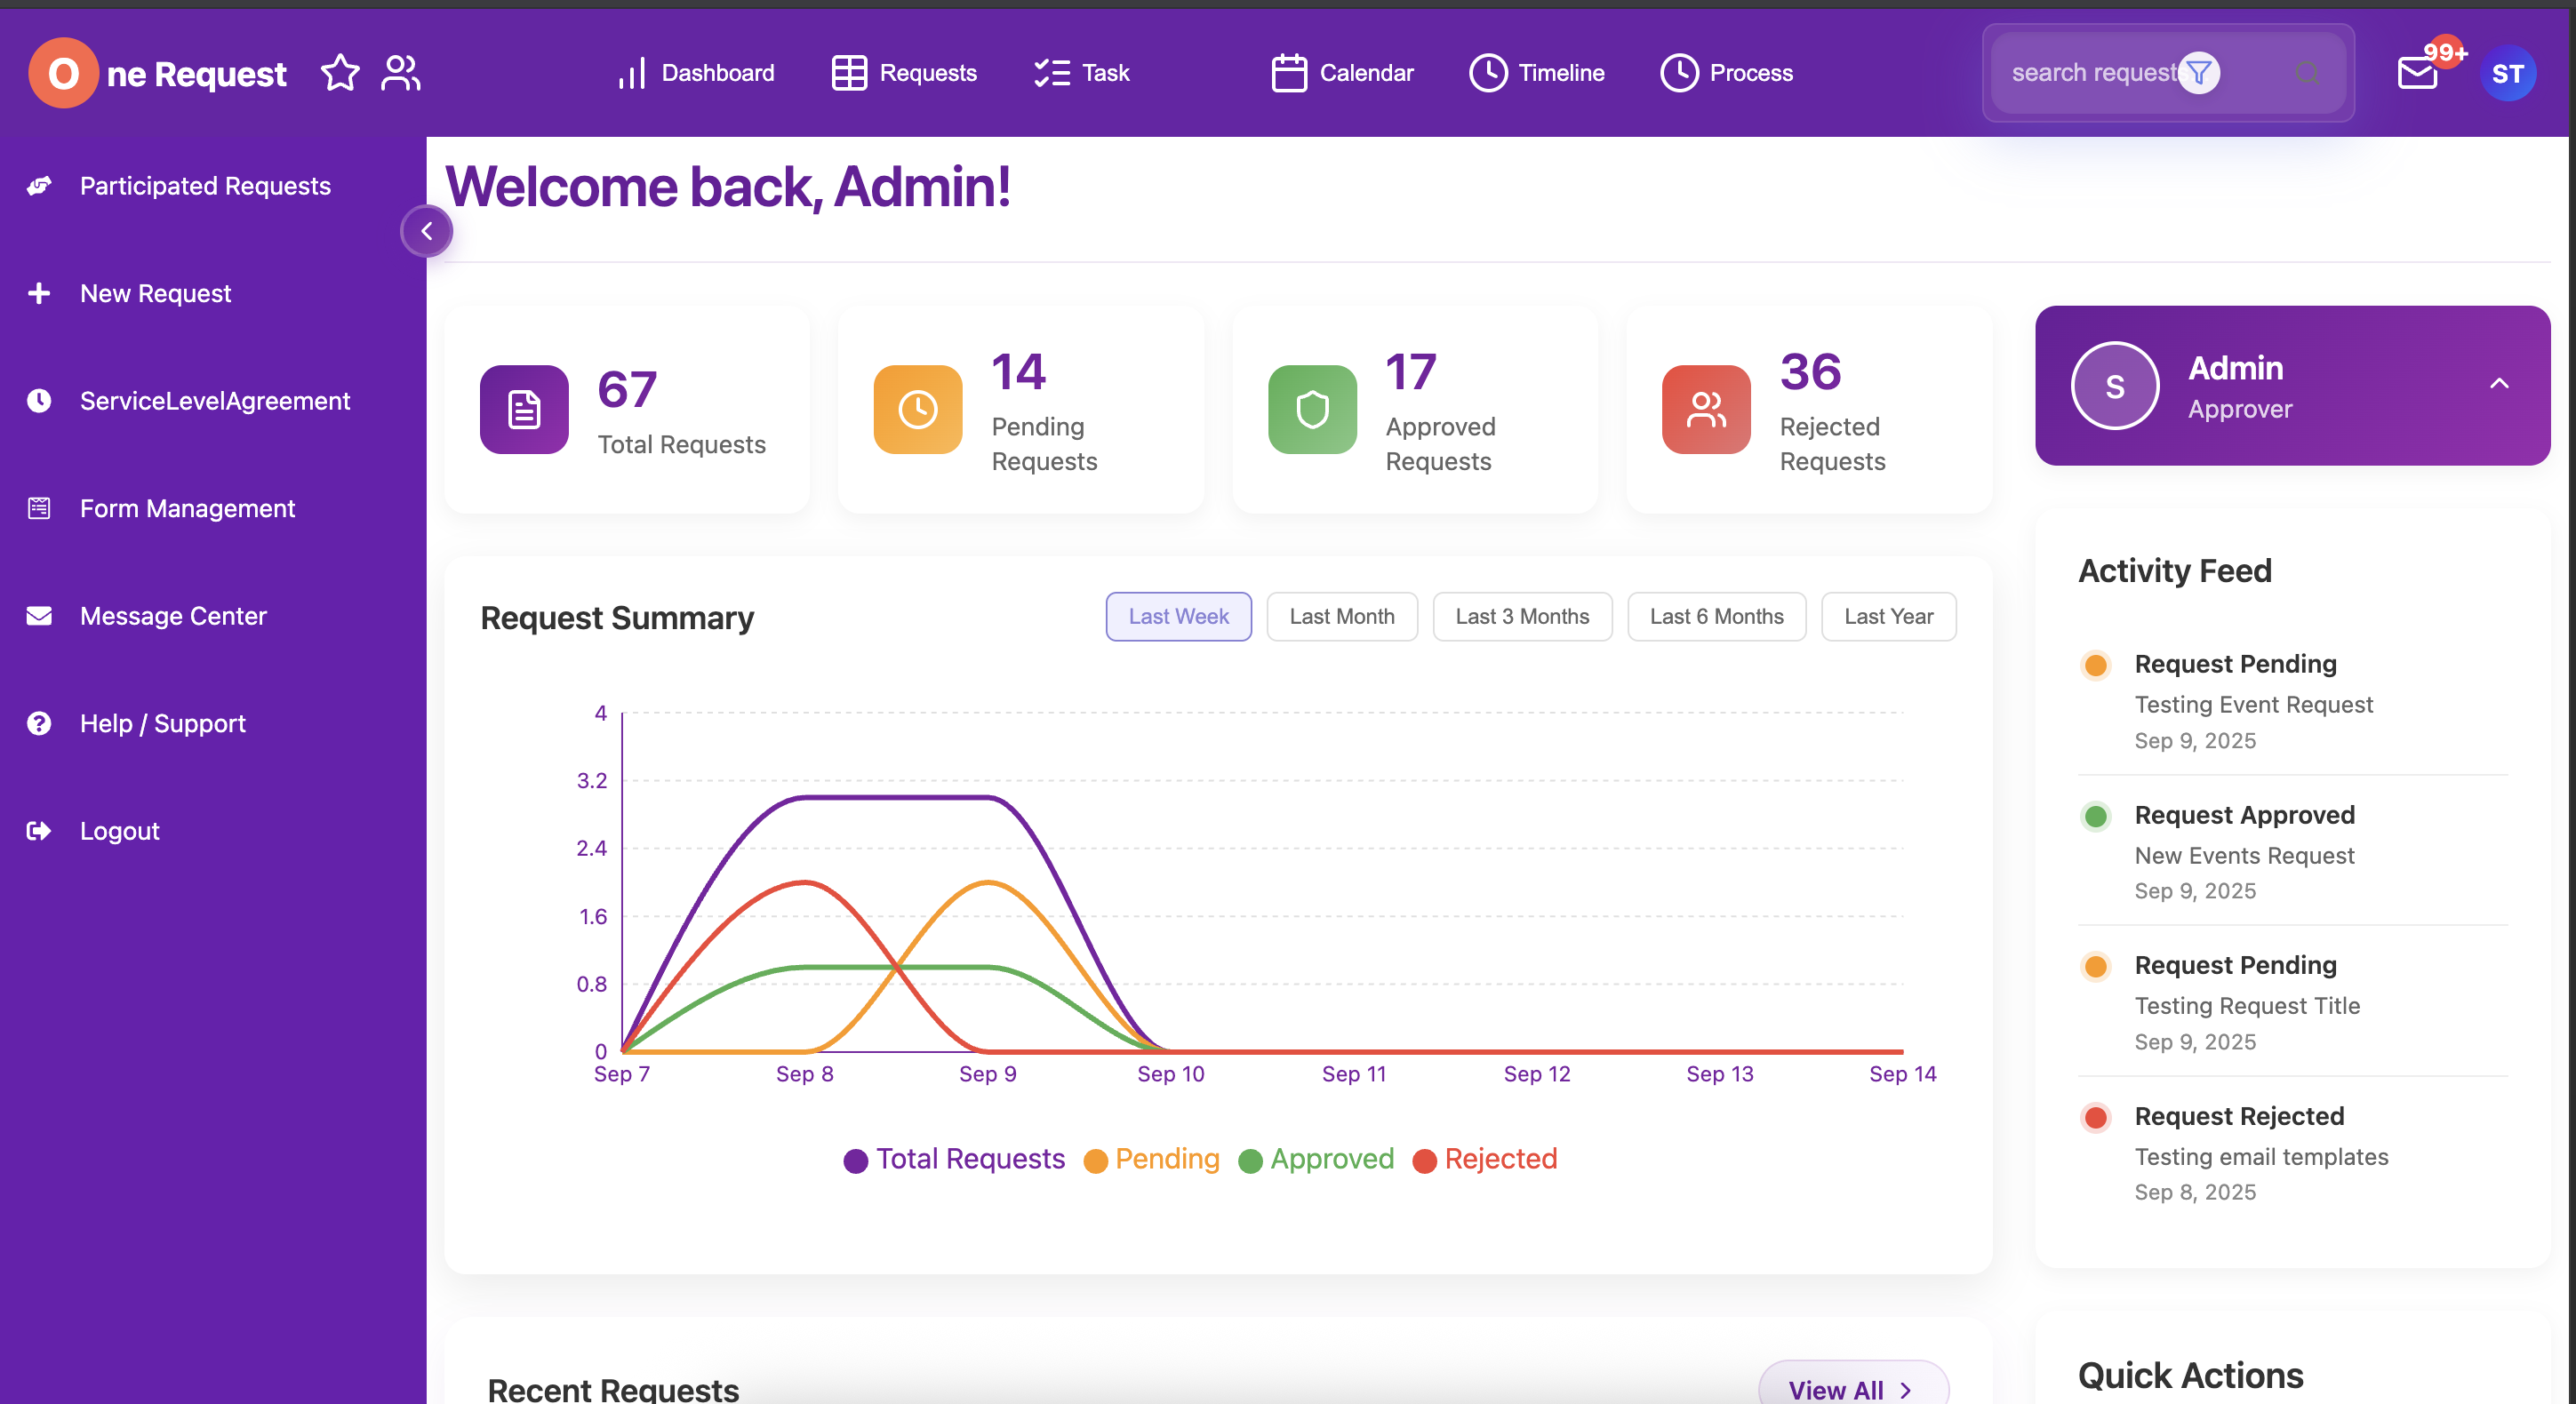 One Request
Dashboard
Requests
Task
Calendar
Timeline
Process
search requests
99+
ST
Participated Requests
New Request
ServiceLevelAgreement
Form Management
Message Center
Help / Support
Logout
Welcome back, Admin!
67
Total Requests
14
Pending
Requests
17
Approved
Requests
36
Rejected
Requests
S
Admin
Approver
Request Summary
Last Week
Last Month
Last 3 Months
Last 6 Months
Last Year
4
3.2
2.4
1.6
0.8
0
Sep 7
Sep 8
Sep 9
Sep 10
Sep 11
Sep 12
Sep 13
Sep 14
Total Requests
Pending
Approved
Rejected
Activity Feed
Request Pending
Testing Event Request
Sep 9, 2025
Request Approved
New Events Request
Sep 9, 2025
Request Pending
Testing Request Title
Sep 9, 2025
Request Rejected
Testing email templates
Sep 8, 2025
Recent Requests
View All
Quick Actions